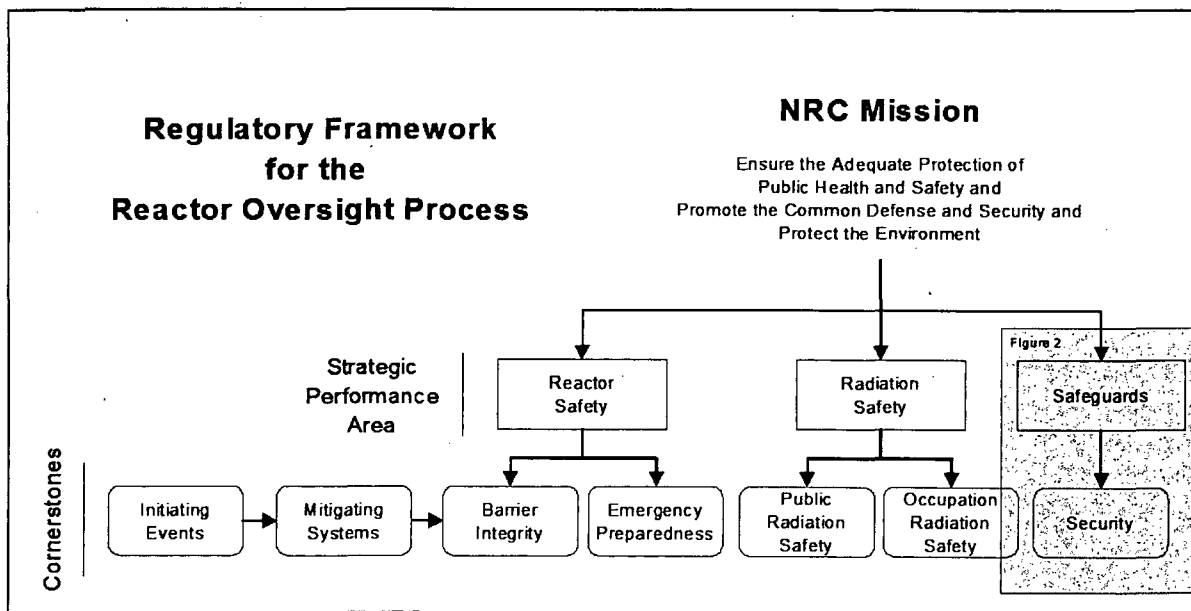 Regulatory Framework
for the
Reactor Oversight Process
NRC Mission
Ensure the Adequate Protection of
Public Health and Safety and
Promote the Common Defense and Security and
Protect the Environment
Strategic
Performance
Area
Reactor
Safety
Radiation
Safety
Figure 2
Safeguards
Cornerstones
Initiating
Events
Mitigating
Systems
Barrier
Integrity
Emergency
Preparedness
Public
Radiation
Safety
Occupation
Radiation
Safety
Security